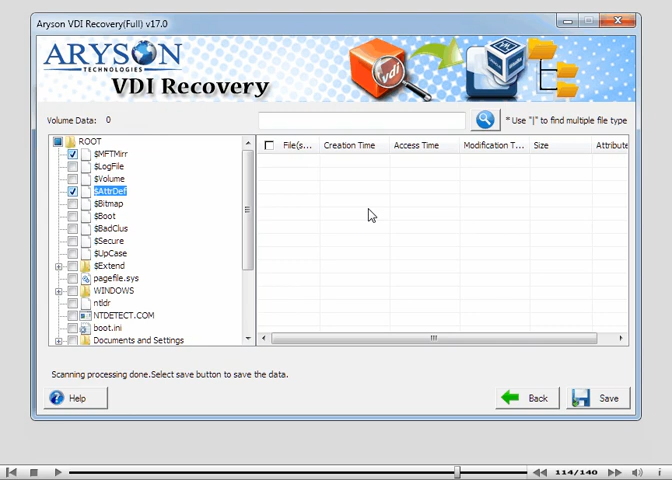 Aryson VDI Recovery(Full) v17.0
ARYSON
TECHNOLOGIES
VDI Recovery
vdi
Volume Data: 0
* Use "|" to find multiple file type
ROOT
$MFTMirr
$LogFile
$Volume
$AttrDef
$Bitmap
$Boot
$BadClus
$Secure
$UpCase
$Extend
pagefile.sys
WINDOWS
ntldr
NTDETECT.COM
boot.ini
Documents and Settings
File(s... Creation Time Access Time Modification T... Size Attribute
Scanning processing done.Select save button to save the data.
Help
Back
Save
114/140